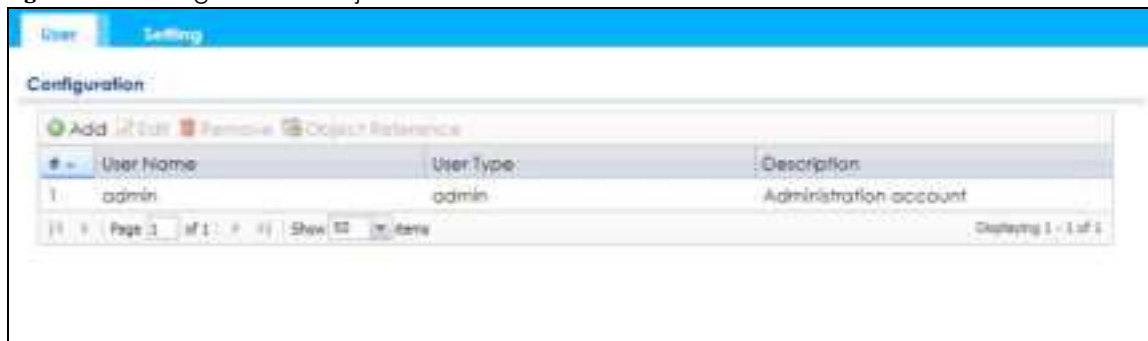 User Setting
Configuration
Add Edit Remove Object Reference
# User Name User Type Description
1 admin admin Administration account
Page 1 of 1 Show 50 items Displaying 1 - 1 of 1